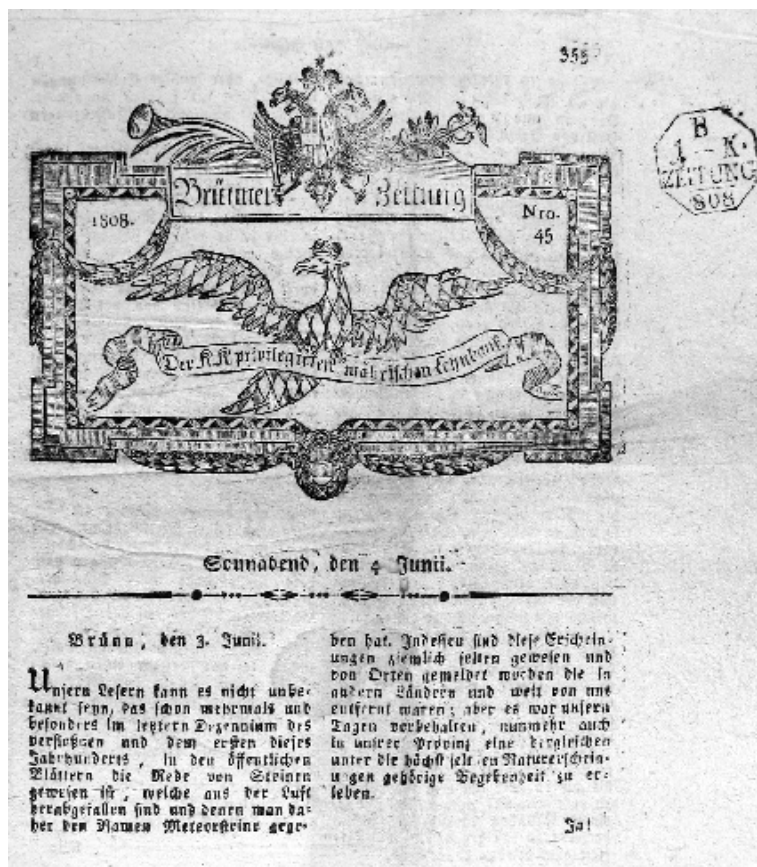 355
B
1 – K.
ZEITUNG
808
Brünner Zeitung
1808.
Nro.
45
Der K.K. privilegirten mährischen Lehnbank.
Sonnabend, den 4 Junii.
Brünn, den 3. Junii.
Unsern Lesern kann es nicht unbe-
kannt seyn, das schon mehrmals und
besonders im letztern Dezennium des
verfloßnen und dem ersten dieses
Jahrhunderts, in den öffentlichen
Blättern die Rede von Steinen
gewesen ist, welche aus der Luft
herabgefallen sind und denen man da-
her den Namen Meteorsteine gege-
ben hat. Indessen sind diese Erschein-
ungen ziemlich selten gewesen und
von Orten gemeldet worden die in
andern Ländren und weit von uns
entfernt waren; aber es war unsern
Tagen vorbehalten, nunmehr auch
in unsrer Provinz eine dergleichen
unter die höchst seltnen Naturerschein-
ungen gehörige Begebenheit zu er-
leben.
Ja!